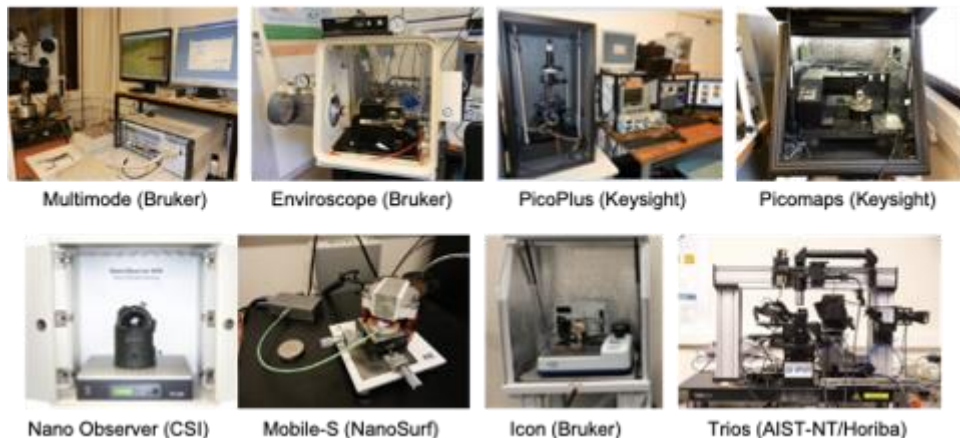 Multimode (Bruker)
Enviroscope (Bruker)
PicoPlus (Keysight)
Picomaps (Keysight)
Nano Observer (CSI)
Mobile-S (NanoSurf)
Icon (Bruker)
Trios (AIST-NT/Horiba)